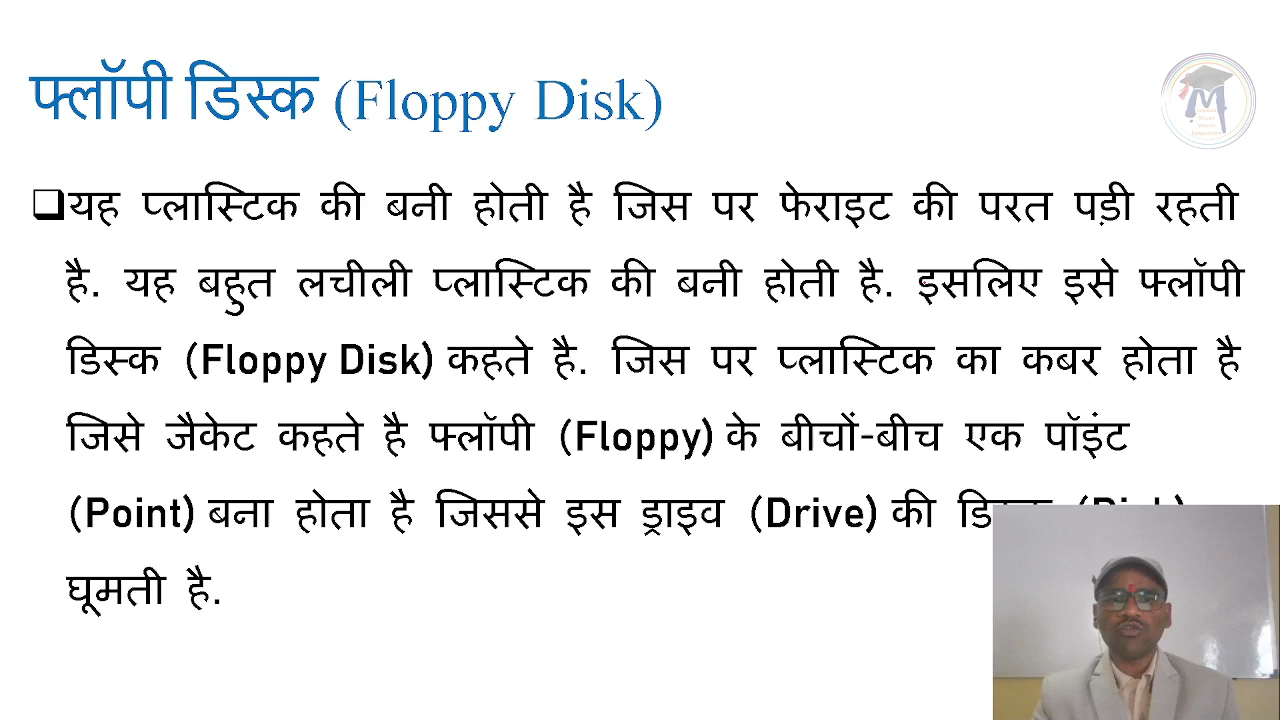 फ्लॉपी डिस्क (Floppy Disk)
यह प्लास्टिक की बनी होती है जिस पर फेराइट की परत पड़ी रहती
है. यह बहुत लचीली प्लास्टिक की बनी होती है. इसलिए इसे फ्लॉपी
डिस्क (Floppy Disk) कहते है. जिस पर प्लास्टिक का कबर होता है
जिसे जैकेट कहते है फ्लॉपी (Floppy) के बीचों-बीच एक पॉइंट
(Point) बना होता है जिससे इस ड्राइव (Drive) की
घूमती है.